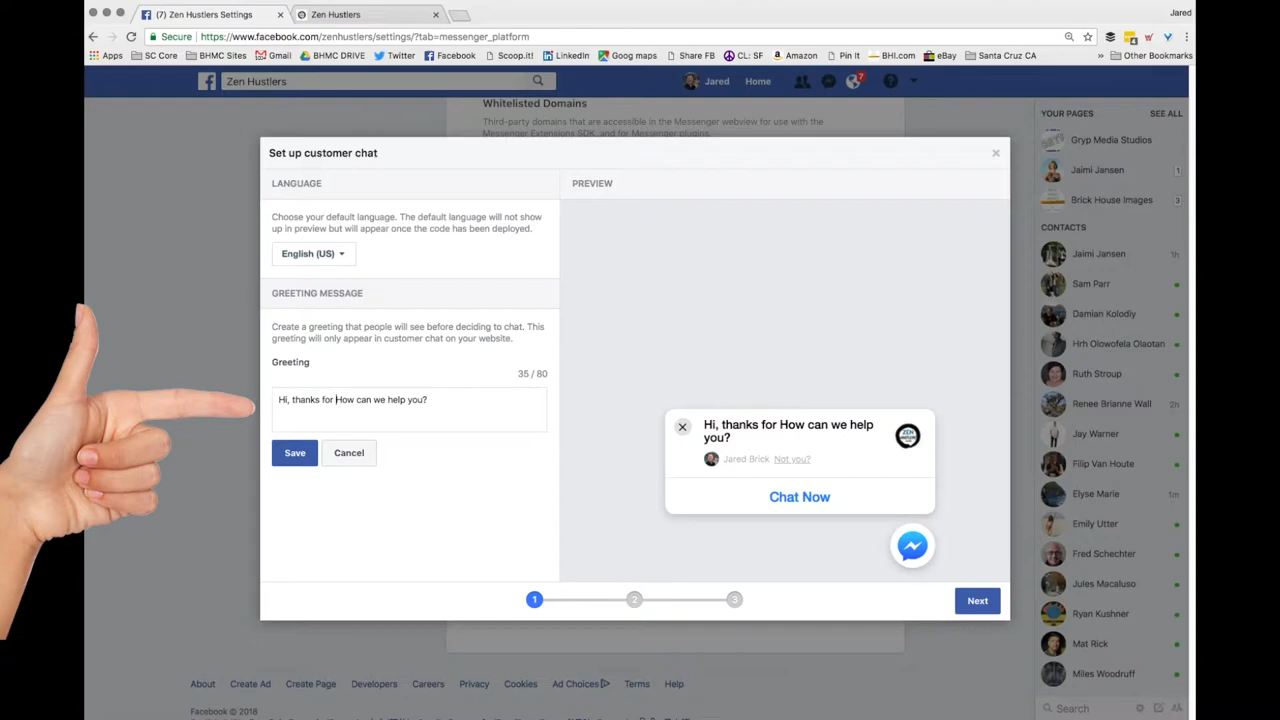 (7) Zen Hustlers Settings
Zen Hustlers
Jared
Secure
https://www.facebook.com/zenhustlers/settings/?tab=messenger_platform
Apps
SC Core
BHMC Sites
Gmail
BHMC DRIVE
Twitter
Facebook
Scoop.it!
LinkedIn
Goog maps
Share FB
CL: SF
Amazon
Pin It
BHI.com
eBay
Santa Cruz CA
»
Other Bookmarks
Zen Hustlers
Jared
Home
7
Whitelisted Domains
Third-party domains that are accessible in the Messenger webview for use with the
Messenger Extensions SDK, and for Messenger plugins.
Set up customer chat
LANGUAGE
Choose your default language. The default language will not show
up in preview but will appear once the code has been deployed.
English (US)
GREETING MESSAGE
Create a greeting that people will see before deciding to chat. This
greeting will only appear in customer chat on your website.
Greeting
35 / 80
Hi, thanks for How can we help you?
Save
Cancel
PREVIEW
Hi, thanks for How can we help
you?
Jared Brick Not you?
Chat Now
ZEN
1
2
3
Next
YOUR PAGES
SEE ALL
Gryp Media Studios
Jaimi Jansen
1
Brick House Images
3
CONTACTS
Jaimi Jansen
1h
Sam Parr
Damian Kolodiy
Hrh Olowofela Olaotan
Ruth Stroup
Renee Brianne Wall
2h
Jay Warner
Filip Van Houte
Elyse Marie
1m
Emily Utter
Fred Schechter
Jules Macaluso
Ryan Kushner
Mat Rick
Miles Woodruff
Search
About
Create Ad
Create Page
Developers
Careers
Privacy
Cookies
Ad Choices
Terms
Help
Facebook © 2018